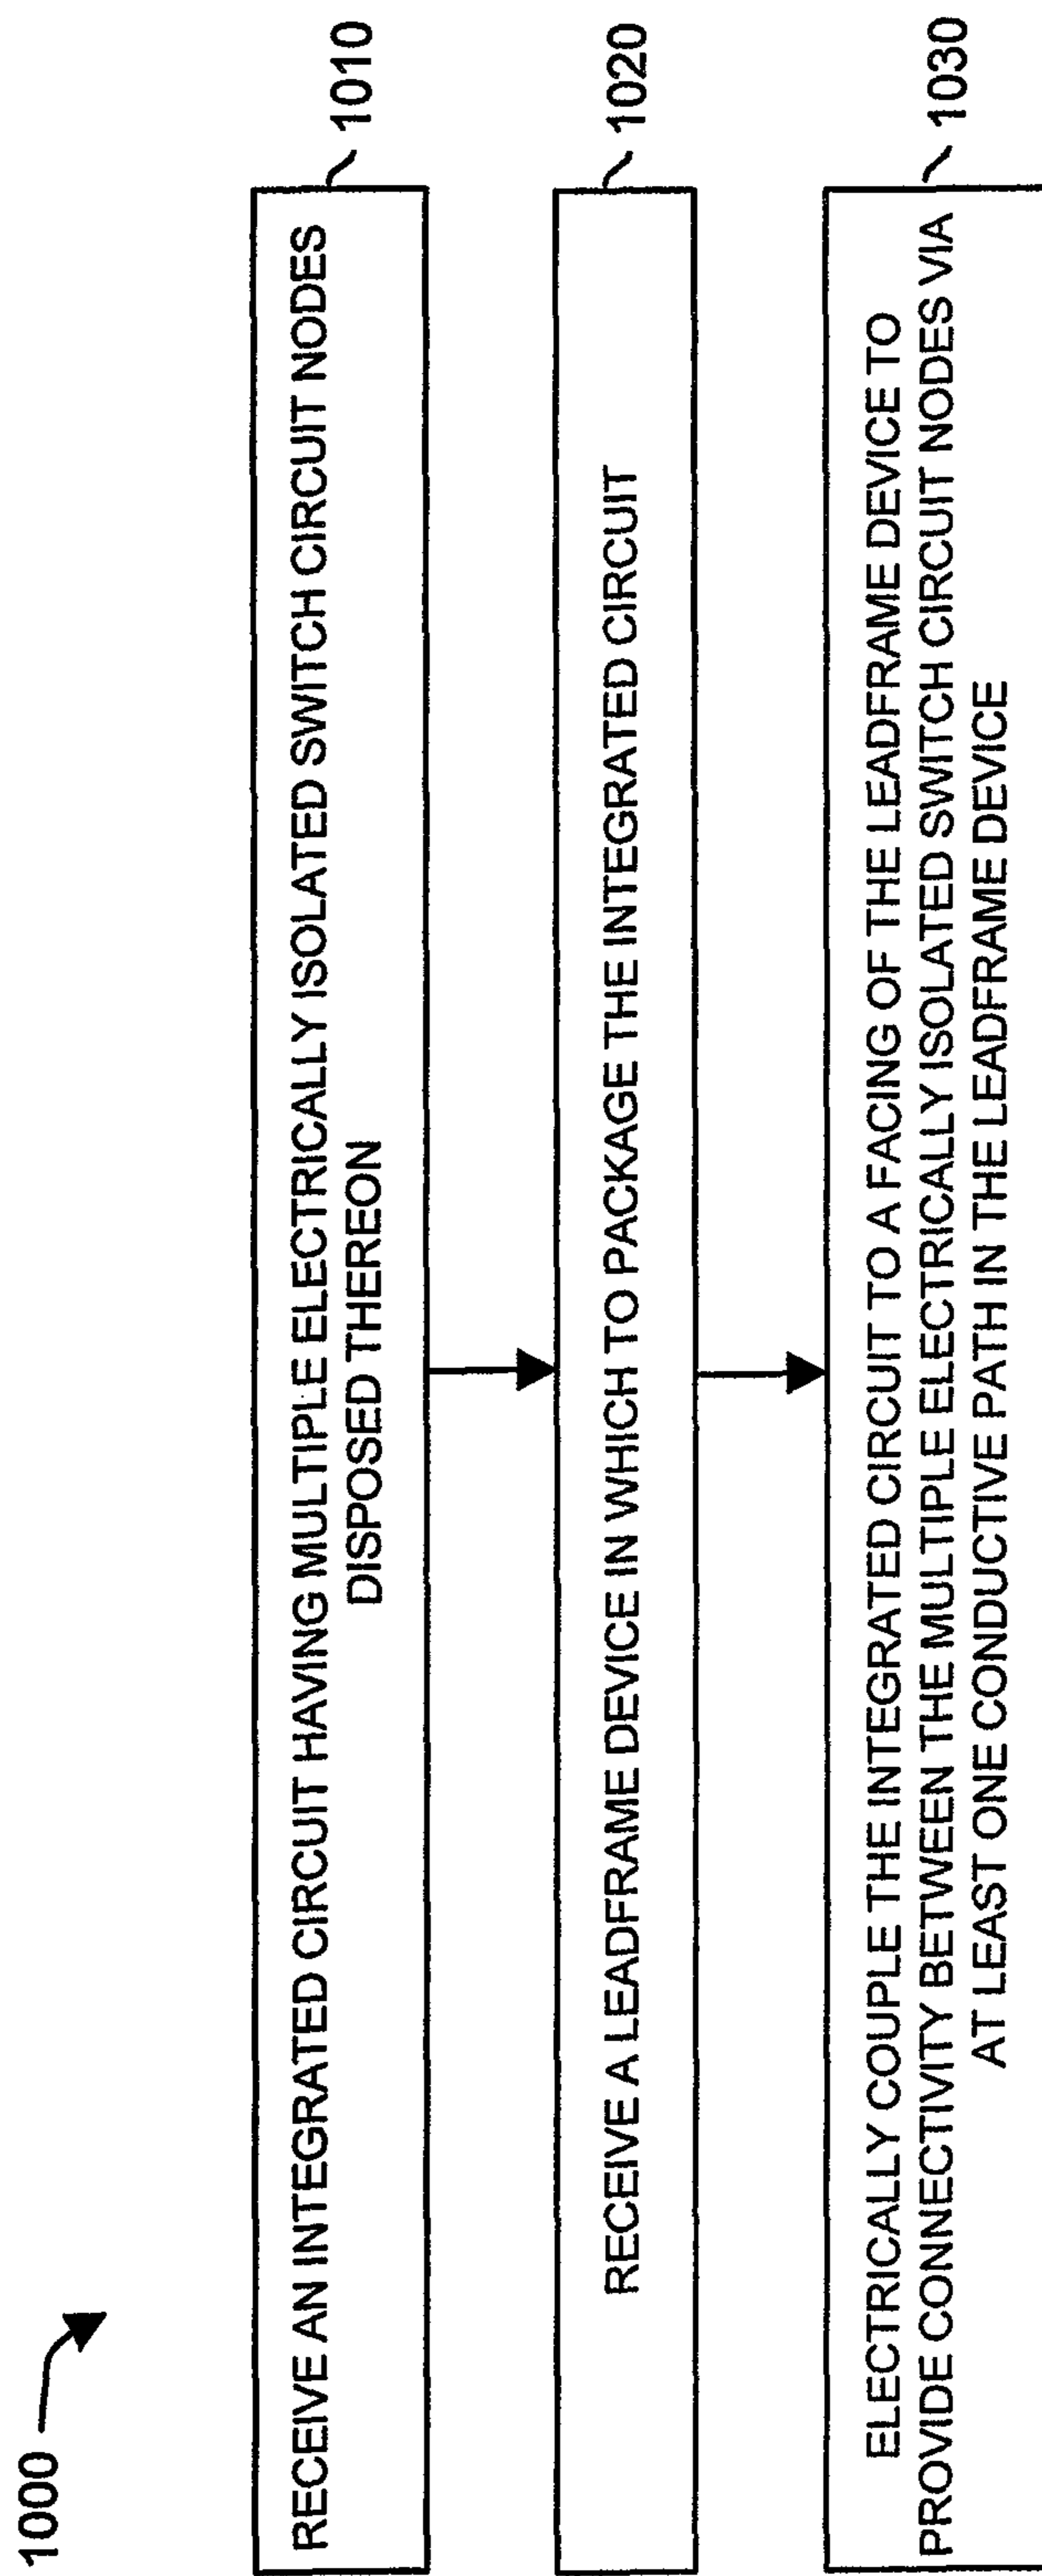 1000
RECEIVE AN INTEGRATED CIRCUIT HAVING MULTIPLE ELECTRICALLY ISOLATED SWITCH CIRCUIT NODES
DISPOSED THEREON
1010
RECEIVE A LEADFRAME DEVICE IN WHICH TO PACKAGE THE INTEGRATED CIRCUIT
1020
ELECTRICALLY COUPLE THE INTEGRATED CIRCUIT TO A FACING OF THE LEADFRAME DEVICE TO
PROVIDE CONNECTIVITY BETWEEN THE MULTIPLE ELECTRICALLY ISOLATED SWITCH CIRCUIT NODES VIA
AT LEAST ONE CONDUCTIVE PATH IN THE LEADFRAME DEVICE
1030